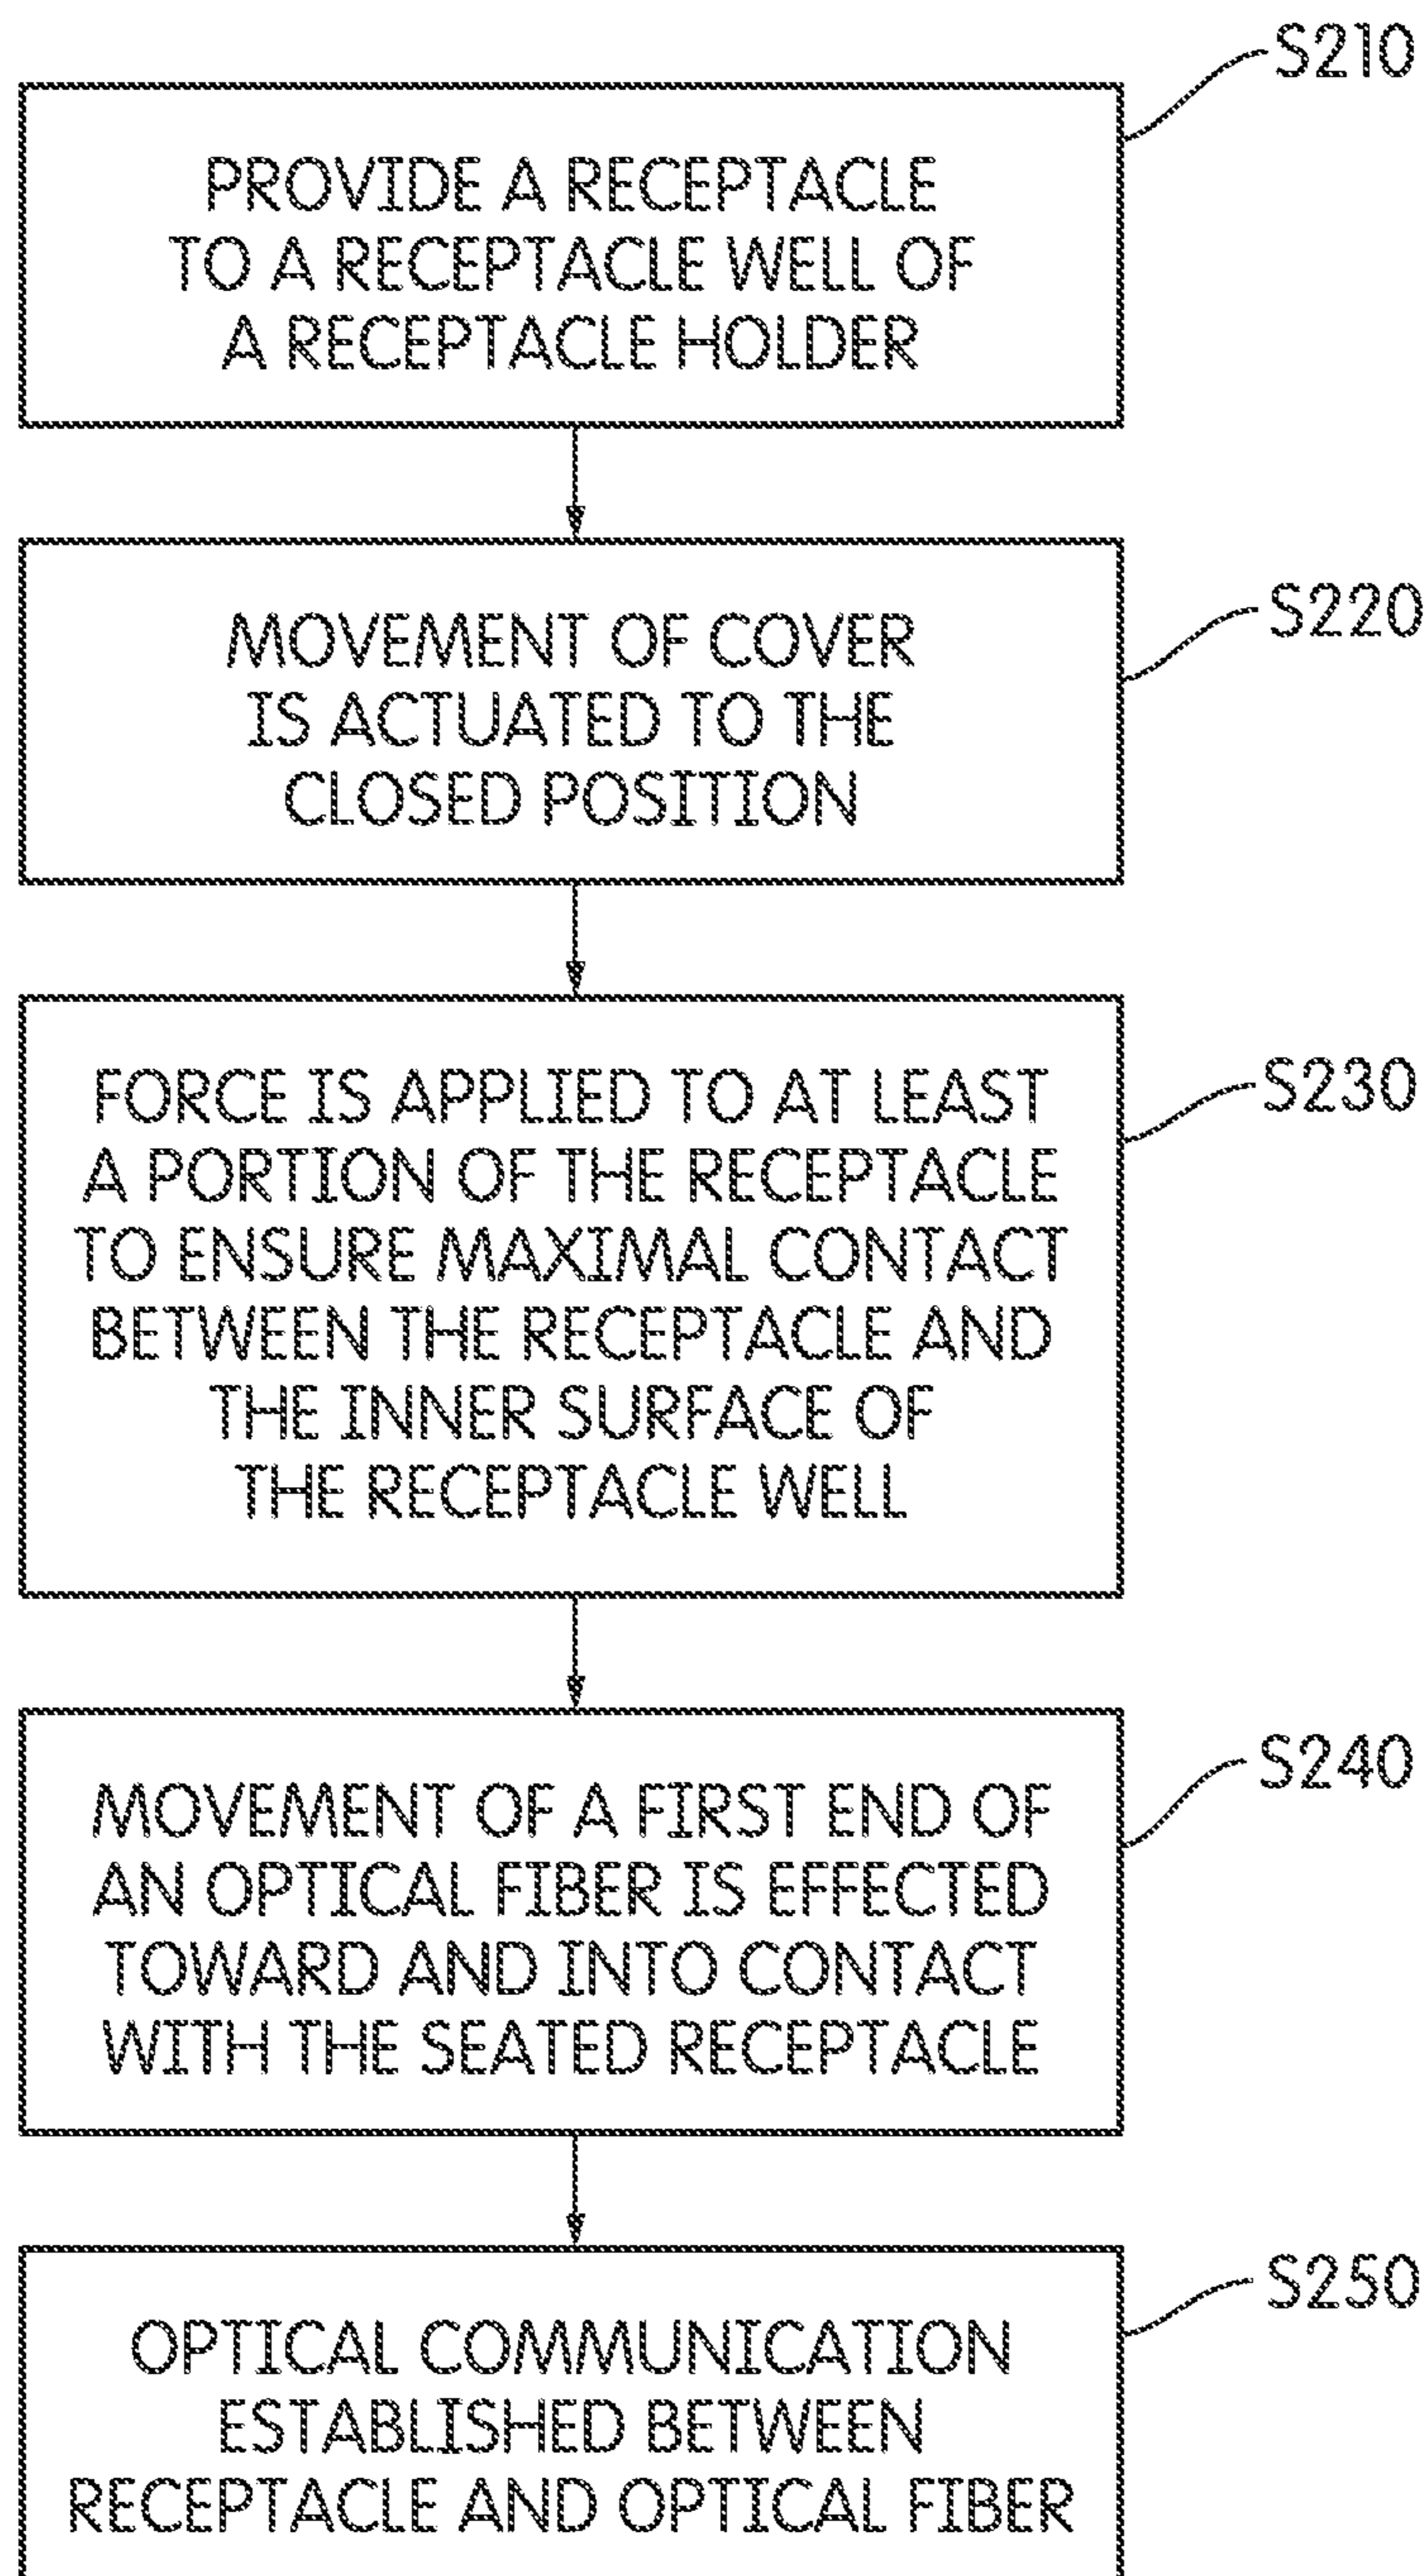 S210
PROVIDE A RECEPTACLE
TO A RECEPTACLE WELL OF
A RECEPTACLE HOLDER
S220
MOVEMENT OF COVER
IS ACTUATED TO THE
CLOSED POSITION
S230
FORCE IS APPLIED TO AT LEAST
A PORTION OF THE RECEPTACLE
TO ENSURE MAXIMAL CONTACT
BETWEEN THE RECEPTACLE AND
THE INNER SURFACE OF
THE RECEPTACLE WELL
S240
MOVEMENT OF A FIRST END OF
AN OPTICAL FIBER IS EFFECTED
TOWARD AND INTO CONTACT
WITH THE SEATED RECEPTACLE
S250
OPTICAL COMMUNICATION
ESTABLISHED BETWEEN
RECEPTACLE AND OPTICAL FIBER